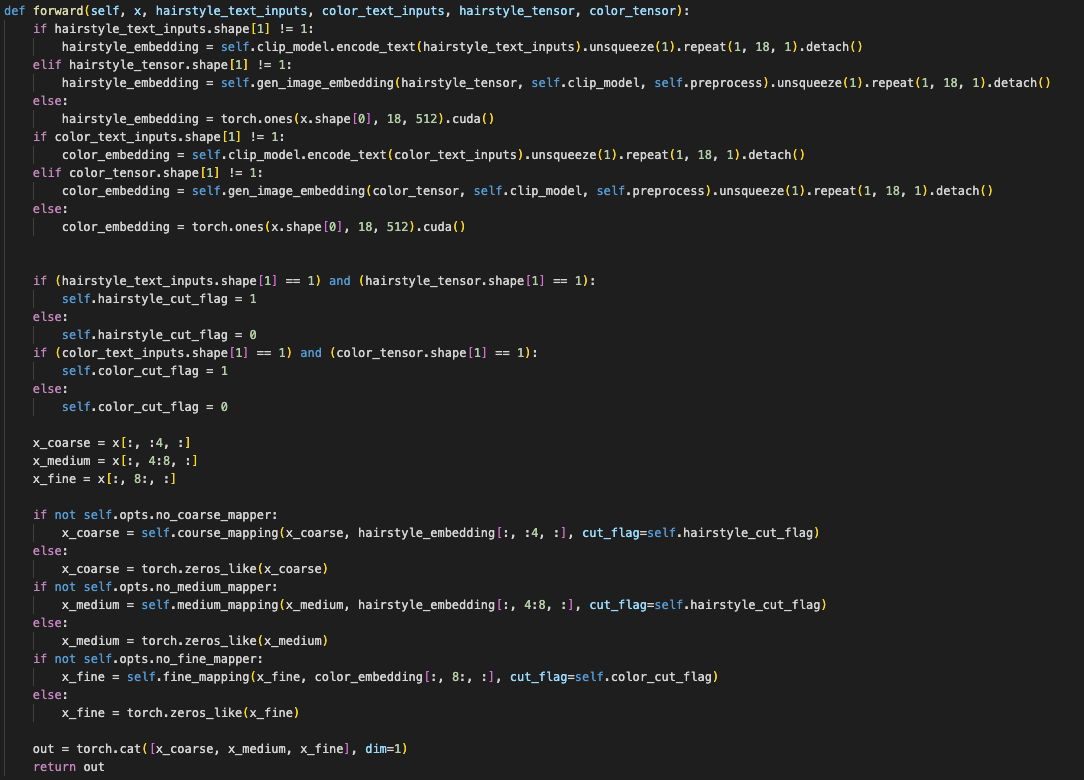 def forward(self, x, hairstyle_text_inputs, color_text_inputs, hairstyle_tensor, color_tensor):
    if hairstyle_text_inputs.shape[1] != 1:
        hairstyle_embedding = self.clip_model.encode_text(hairstyle_text_inputs).unsqueeze(1).repeat(1, 18, 1).detach()
    elif hairstyle_tensor.shape[1] != 1:
        hairstyle_embedding = self.gen_image_embedding(hairstyle_tensor, self.clip_model, self.preprocess).unsqueeze(1).repeat(1, 18, 1).detach()
    else:
        hairstyle_embedding = torch.ones(x.shape[0], 18, 512).cuda()
    if color_text_inputs.shape[1] != 1:
        color_embedding = self.clip_model.encode_text(color_text_inputs).unsqueeze(1).repeat(1, 18, 1).detach()
    elif color_tensor.shape[1] != 1:
        color_embedding = self.gen_image_embedding(color_tensor, self.clip_model, self.preprocess).unsqueeze(1).repeat(1, 18, 1).detach()
    else:
        color_embedding = torch.ones(x.shape[0], 18, 512).cuda()


    if (hairstyle_text_inputs.shape[1] == 1) and (hairstyle_tensor.shape[1] == 1):
        self.hairstyle_cut_flag = 1
    else:
        self.hairstyle_cut_flag = 0
    if (color_text_inputs.shape[1] == 1) and (color_tensor.shape[1] == 1):
        self.color_cut_flag = 1
    else:
        self.color_cut_flag = 0

    x_coarse = x[:, :4, :]
    x_medium = x[:, 4:8, :]
    x_fine = x[:, 8:, :]

    if not self.opts.no_coarse_mapper:
        x_coarse = self.course_mapping(x_coarse, hairstyle_embedding[:, :4, :], cut_flag=self.hairstyle_cut_flag)
    else:
        x_coarse = torch.zeros_like(x_coarse)
    if not self.opts.no_medium_mapper:
        x_medium = self.medium_mapping(x_medium, hairstyle_embedding[:, 4:8, :], cut_flag=self.hairstyle_cut_flag)
    else:
        x_medium = torch.zeros_like(x_medium)
    if not self.opts.no_fine_mapper:
        x_fine = self.fine_mapping(x_fine, color_embedding[:, 8:, :], cut_flag=self.color_cut_flag)
    else:
        x_fine = torch.zeros_like(x_fine)

    out = torch.cat([x_coarse, x_medium, x_fine], dim=1)
    return out